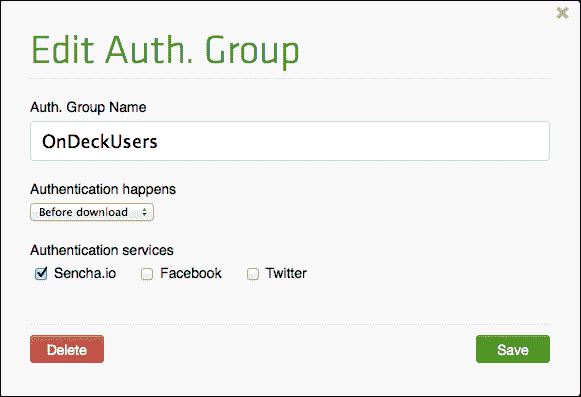 Edit Auth. Group
Auth. Group Name
OnDeckUsers
Authentication happens
Before download
Authentication services
Sencha.io Facebook Twitter
Delete Save